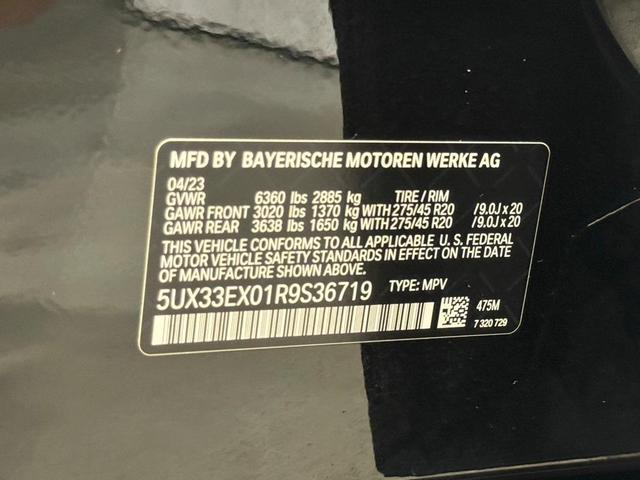 MFD BY BAYERISCHE MOTOREN WERKE AG
04/23
GVWR 6360 lbs 2885 kg TIRE / RIM
GAWR FRONT 3020 lbs 1370 kg WITH 275/45 R20 /9.0J x 20
GAWR REAR 3638 lbs 1650 kg WITH 275/45 R20 /9.0J x 20
THIS VEHICLE CONFORMS TO ALL APPLICABLE U. S. FEDERAL
MOTOR VEHICLE SAFETY STANDARDS IN EFFECT ON THE DATE
OF MANUFACTURE SHOWN ABOVE.
5UX33EX01R9S36719 TYPE: MPV
475M
7 320 729